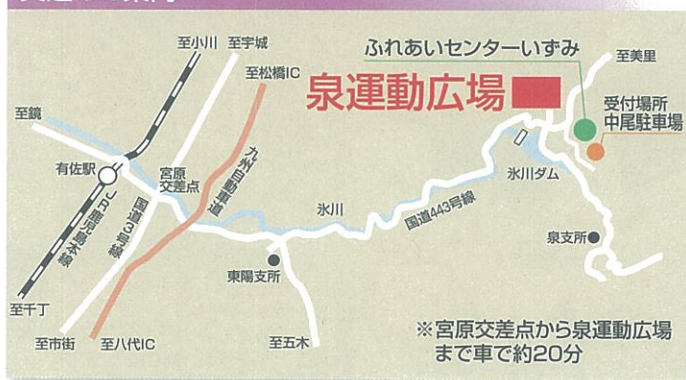 至小川
至宇城
至松橋IC
ふれあいセンターいずみ
至美里
泉運動広場
受付場所
中尾駐車場
至鏡
有佐駅
宮原
交差点
九州自動車道
氷川
国道443号線
氷川ダム
JR鹿児島本線
国道3号線
東陽支所
泉支所
至千丁
至市街
至八代IC
至五木
※宮原交差点から泉運動広場
まで車で約20分